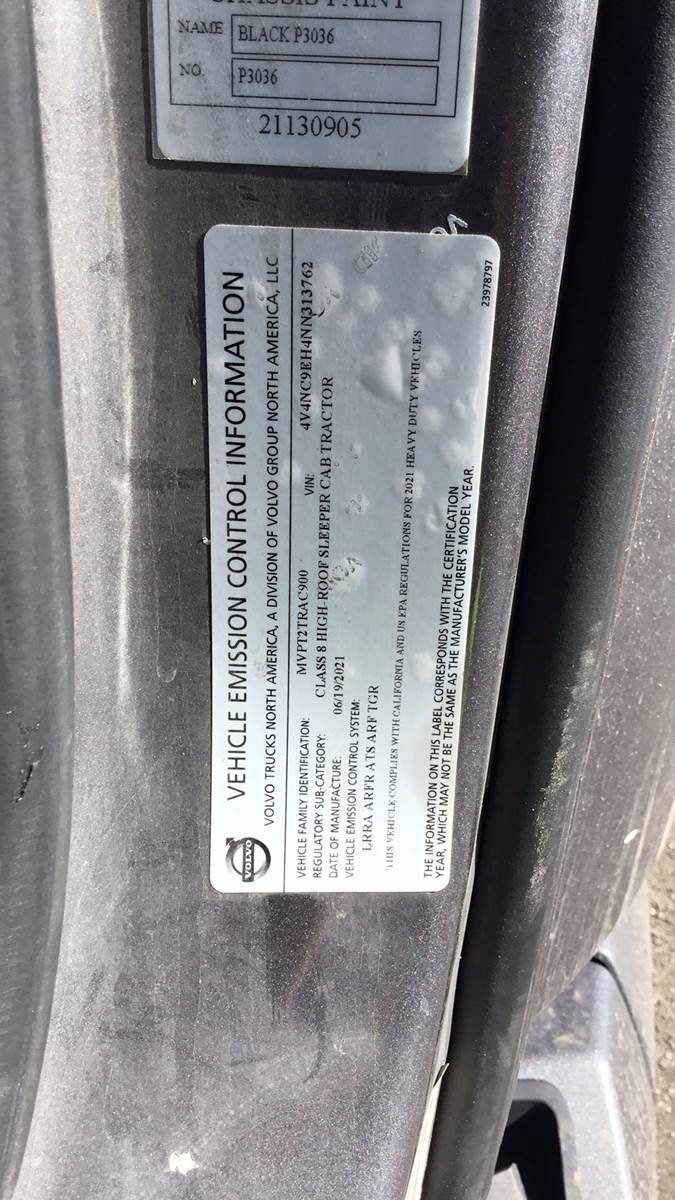 CHASSIS PAINT
NAME BLACK P3036
NO. P3036
21130905
VOLVO
VEHICLE EMISSION CONTROL INFORMATION
VOLVO TRUCKS NORTH AMERICA, A DIVISION OF VOLVO GROUP NORTH AMERICA, LLC
VEHICLE FAMILY IDENTIFICATION: MVPT2TRAC900 VIN: 4V4NC9EH4NN313762
REGULATORY SUB-CATEGORY: CLASS 8 HIGH-ROOF SLEEPER CAB TRACTOR
DATE OF MANUFACTURE: 06/19/2021
VEHICLE EMISSION CONTROL SYSTEM:
LRRA ARFR ATS ARF TGR
THIS VEHICLE COMPLIES WITH CALIFORNIA AND US EPA REGULATIONS FOR 2021 HEAVY DUTY VEHICLES
THE INFORMATION ON THIS LABEL CORRESPONDS WITH THE CERTIFICATION
YEAR, WHICH MAY NOT BE THE SAME AS THE MANUFACTURER'S MODEL YEAR.
23978797